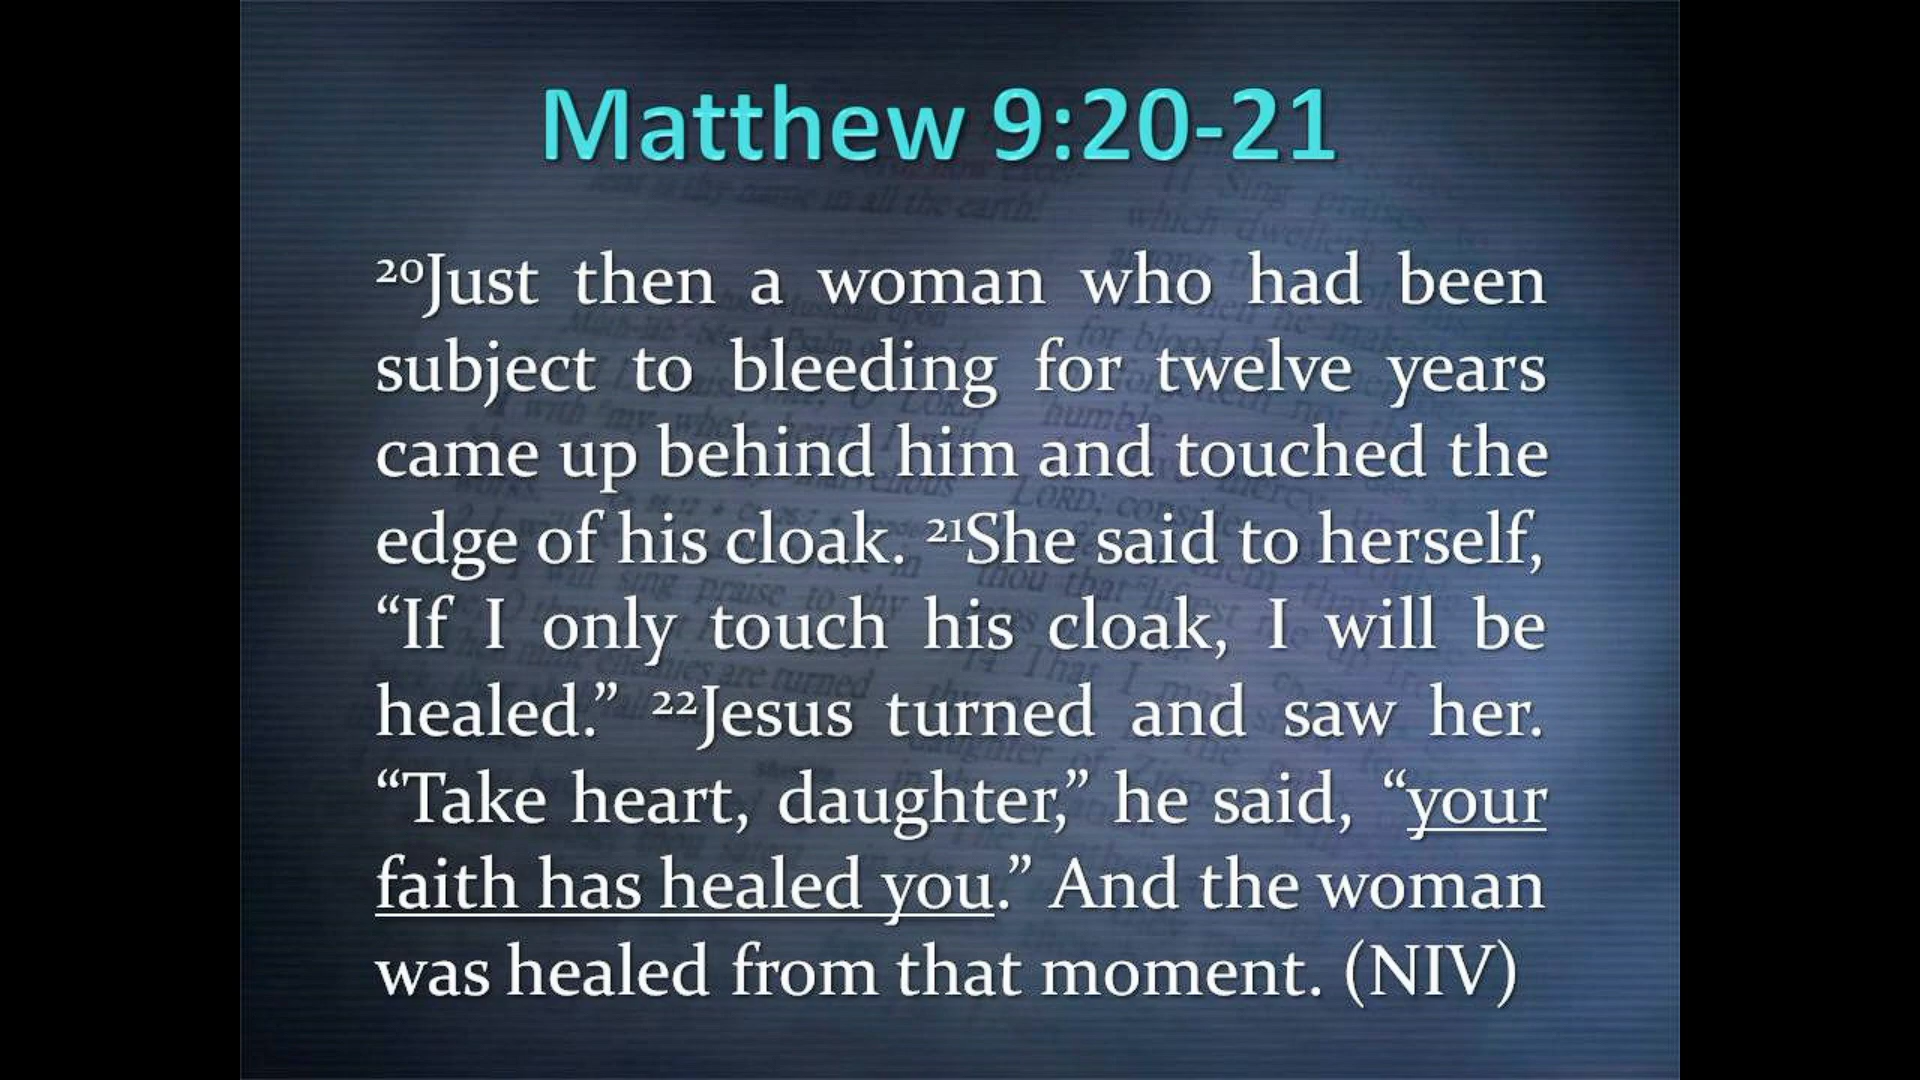 Matthew 9:20-21
²⁰Just then a woman who had been
subject to bleeding for twelve years
came up behind him and touched the
edge of his cloak. ²¹She said to herself,
“If I only touch his cloak, I will be
healed.” ²²Jesus turned and saw her.
“Take heart, daughter,” he said, “your
faith has healed you.” And the woman
was healed from that moment. (NIV)